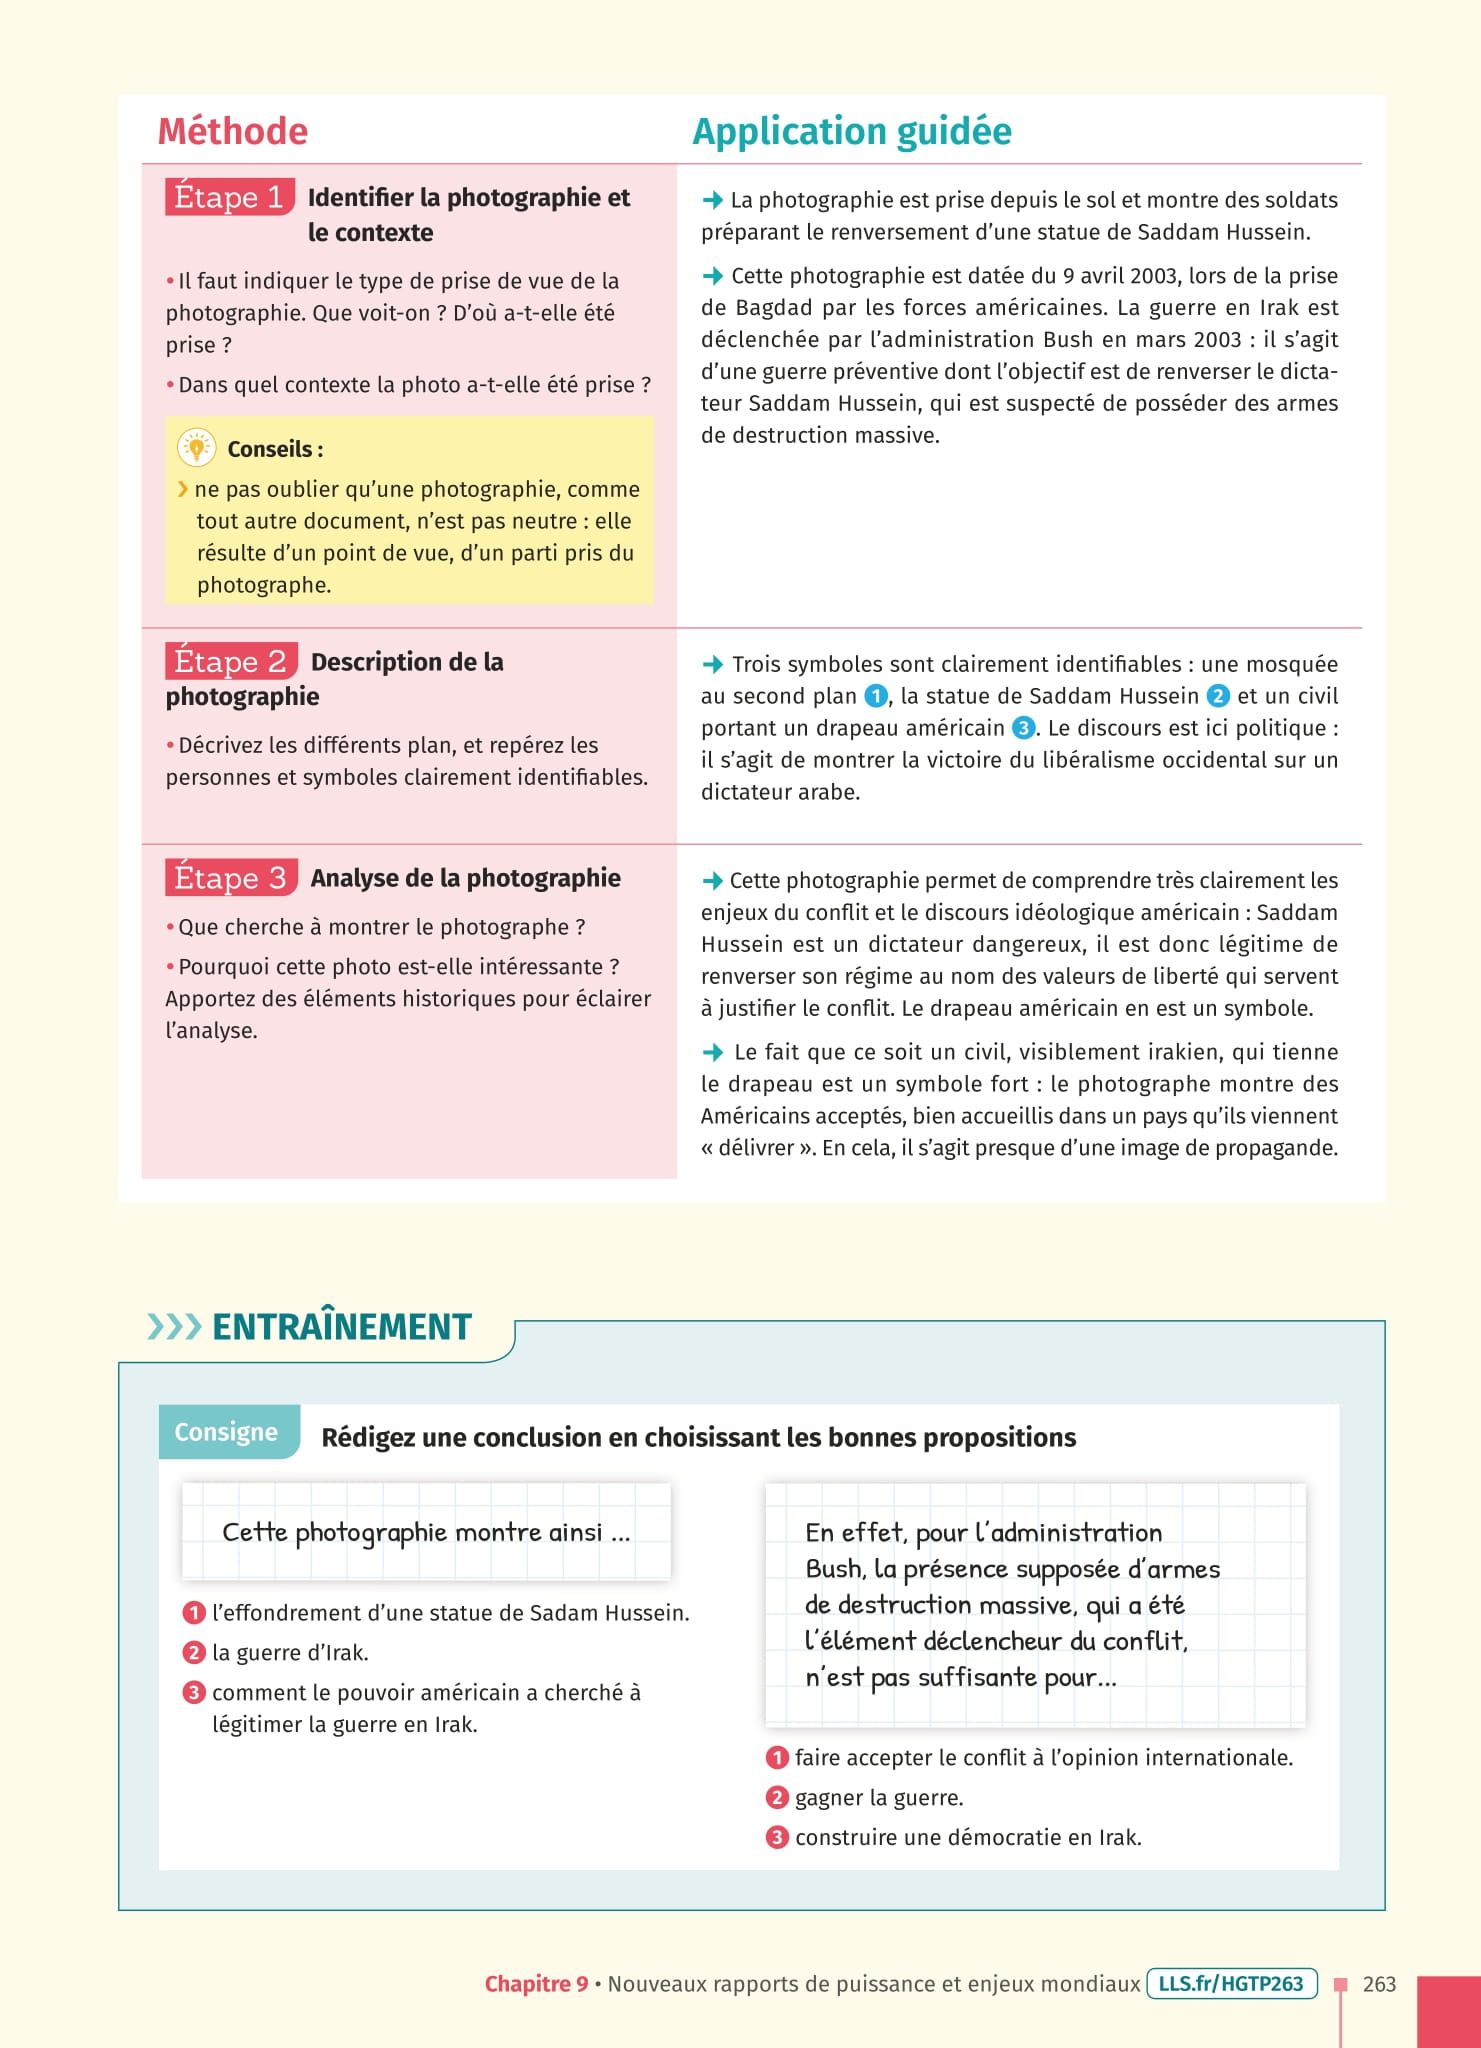 Méthode
Application guidée
Étape 1 Identifier la photographie et
le contexte
• Il faut indiquer le type de prise de vue de la
photographie. Que voit-on ? D'où a-t-elle été
prise ?
• Dans quel contexte la photo a-t-elle été prise ?
Conseils :
› ne pas oublier qu'une photographie, comme
tout autre document, n'est pas neutre : elle
résulte d'un point de vue, d'un parti pris du
photographe.
→ La photographie est prise depuis le sol et montre des soldats
préparant le renversement d'une statue de Saddam Hussein.
→ Cette photographie est datée du 9 avril 2003, lors de la prise
de Bagdad par les forces américaines. La guerre en Irak est
déclenchée par l'administration Bush en mars 2003 : il s'agit
d'une guerre préventive dont l'objectif est de renverser le dicta-
teur Saddam Hussein, qui est suspecté de posséder des armes
de destruction massive.
Étape 2 Description de la
photographie
• Décrivez les différents plan, et repérez les
personnes et symboles clairement identifiables.
→ Trois symboles sont clairement identifiables : une mosquée
au second plan 1, la statue de Saddam Hussein 2 et un civil
portant un drapeau américain 3. Le discours est ici politique :
il s'agit de montrer la victoire du libéralisme occidental sur un
dictateur arabe.
Étape 3 Analyse de la photographie
• Que cherche à montrer le photographe ?
• Pourquoi cette photo est-elle intéressante ?
Apportez des éléments historiques pour éclairer
l'analyse.
→ Cette photographie permet de comprendre très clairement les
enjeux du conflit et le discours idéologique américain : Saddam
Hussein est un dictateur dangereux, il est donc légitime de
renverser son régime au nom des valeurs de liberté qui servent
à justifier le conflit. Le drapeau américain en est un symbole.
→ Le fait que ce soit un civil, visiblement irakien, qui tienne
le drapeau est un symbole fort : le photographe montre des
Américains acceptés, bien accueillis dans un pays qu'ils viennent
« délivrer ». En cela, il s'agit presque d'une image de propagande.
››› ENTRAÎNEMENT
Consigne Rédigez une conclusion en choisissant les bonnes propositions
Cette photographie montre ainsi ...
1 l'effondrement d'une statue de Sadam Hussein.
2 la guerre d'Irak.
3 comment le pouvoir américain a cherché à
légitimer la guerre en Irak.
En effet, pour l'administration
Bush, la présence supposée d'armes
de destruction massive, qui a été
l'élément déclencheur du conflit,
n'est pas suffisante pour...
1 faire accepter le conflit à l'opinion internationale.
2 gagner la guerre.
3 construire une démocratie en Irak.
Chapitre 9 • Nouveaux rapports de puissance et enjeux mondiaux LLS.fr/HGTP263 263